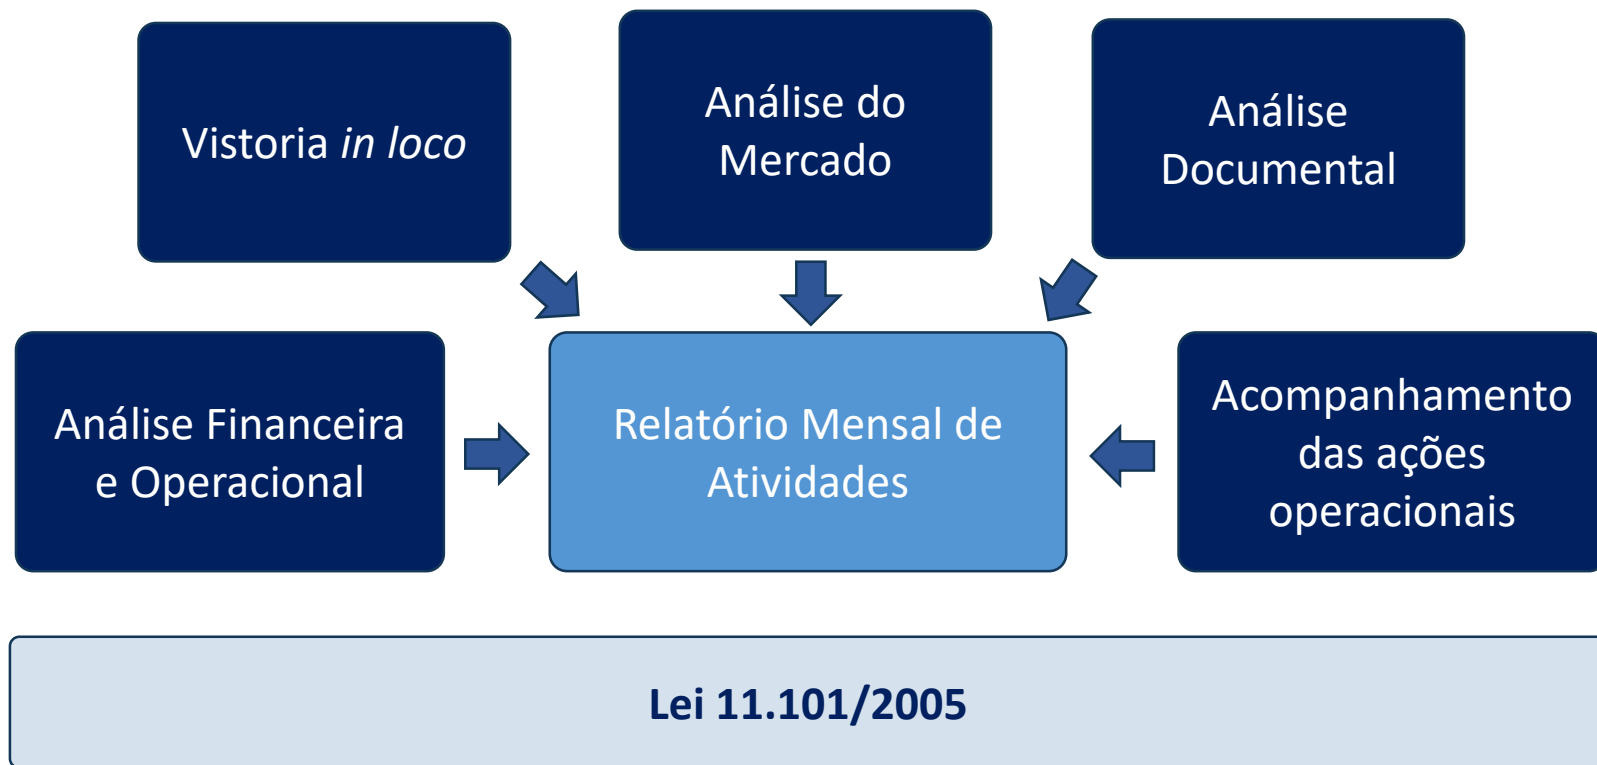 Vistoria in loco
Análise do
Mercado
Análise
Documental
Análise Financeira
e Operacional
Relatório Mensal de
Atividades
Acompanhamento
das ações
operacionais
Lei 11.101/2005